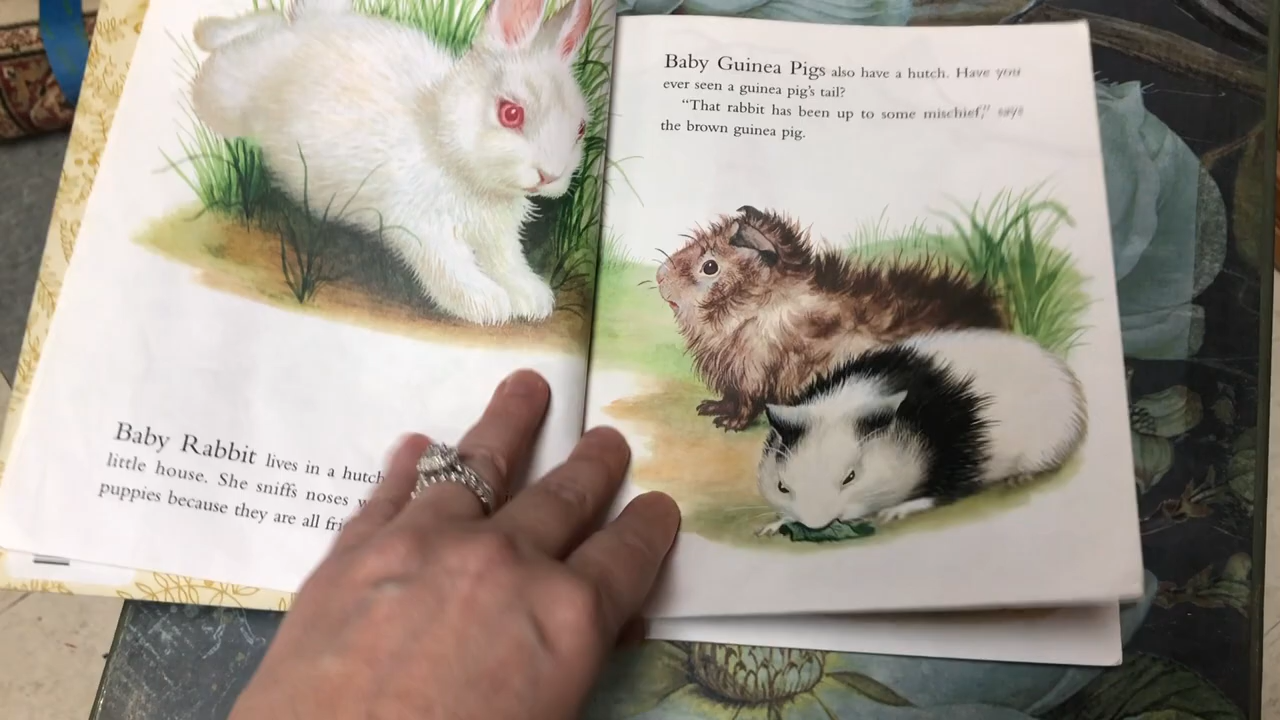 Baby Rabbit lives in a hutch
little house. She sniffs noses
puppies because they are all
Baby Guinea Pigs also have a hutch. Have you
ever seen a guinea pig's tail?
"That rabbit has been up to some mischief," says
the brown guinea pig.